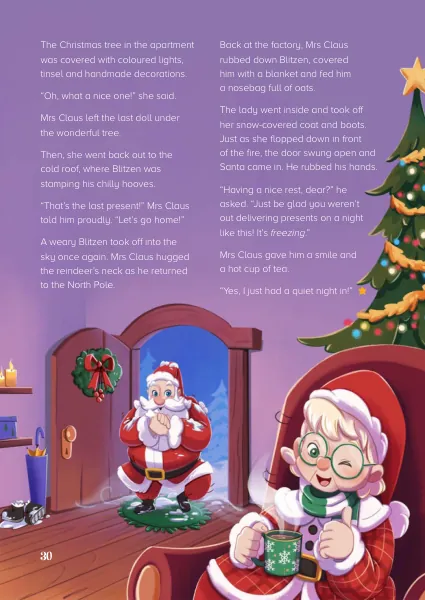 The Christmas tree in the apartment
was covered with coloured lights,
tinsel and handmade decorations.
“Oh, what a nice one!” she said.
Mrs Claus left the last doll under
the wonderful tree.
Then, she went back out to the
cold roof, where Blitzen was
stamping his chilly hooves.
“That’s the last present!” Mrs Claus
told him proudly. “Let’s go home!”
A weary Blitzen took off into the
sky once again. Mrs Claus hugged
the reindeer’s neck as he returned
to the North Pole.
Back at the factory, Mrs Claus
rubbed down Blitzen, covered
him with a blanket and fed him
a nosebag full of oats.
The lady went inside and took off
her snow-covered coat and boots.
Just as she flopped down in front
of the fire, the door swung open and
Santa came in. He rubbed his hands.
“Having a nice rest, dear?” he
asked. “Just be glad you weren’t
out delivering presents on a night
like this! It’s freezing.”
Mrs Claus gave him a smile and
a hot cup of tea.
“Yes, I just had a quiet night in!”
30